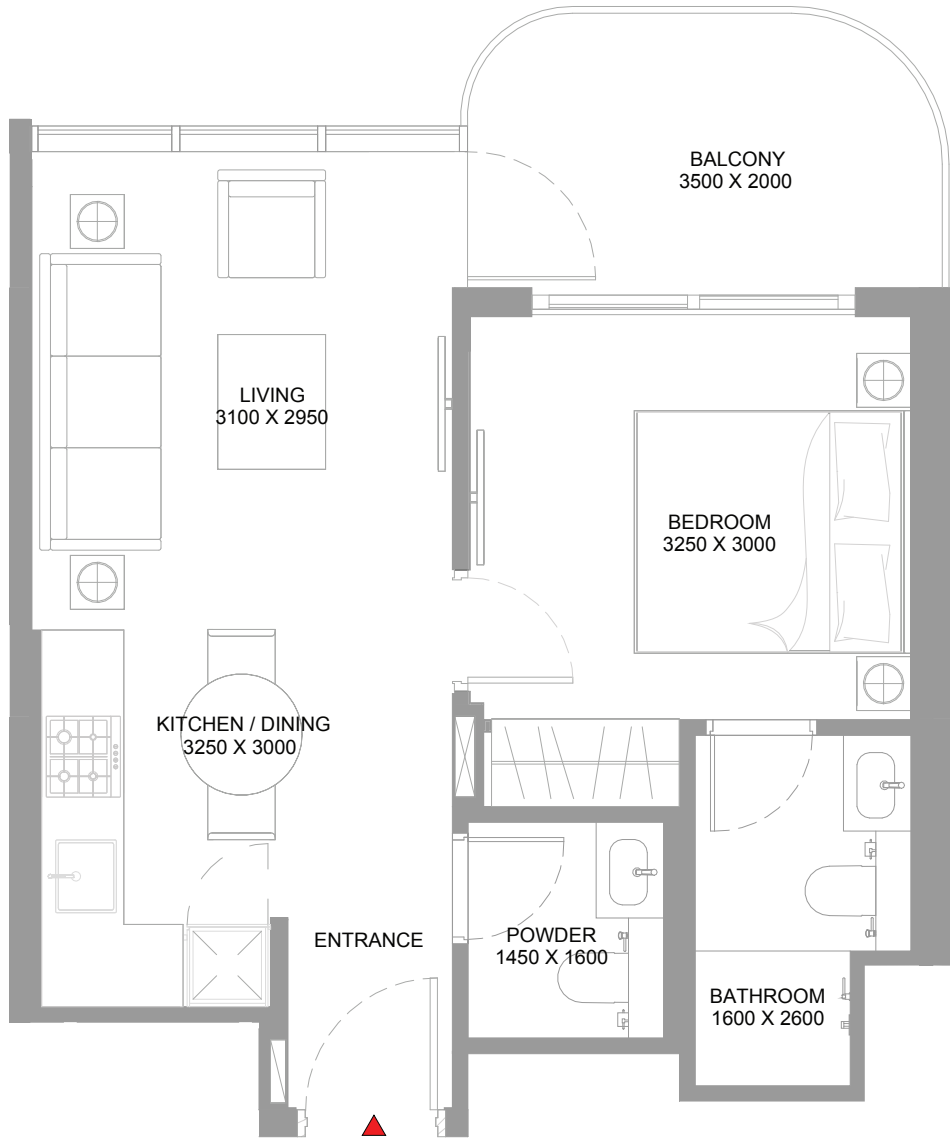 BALCONY
3500 X 2000
LIVING
3100 X 2950
BEDROOM
3250 X 3000
KITCHEN / DINING
3250 X 3000
ENTRANCE
POWDER
1450 X 1600
BATHROOM
1600 X 2600